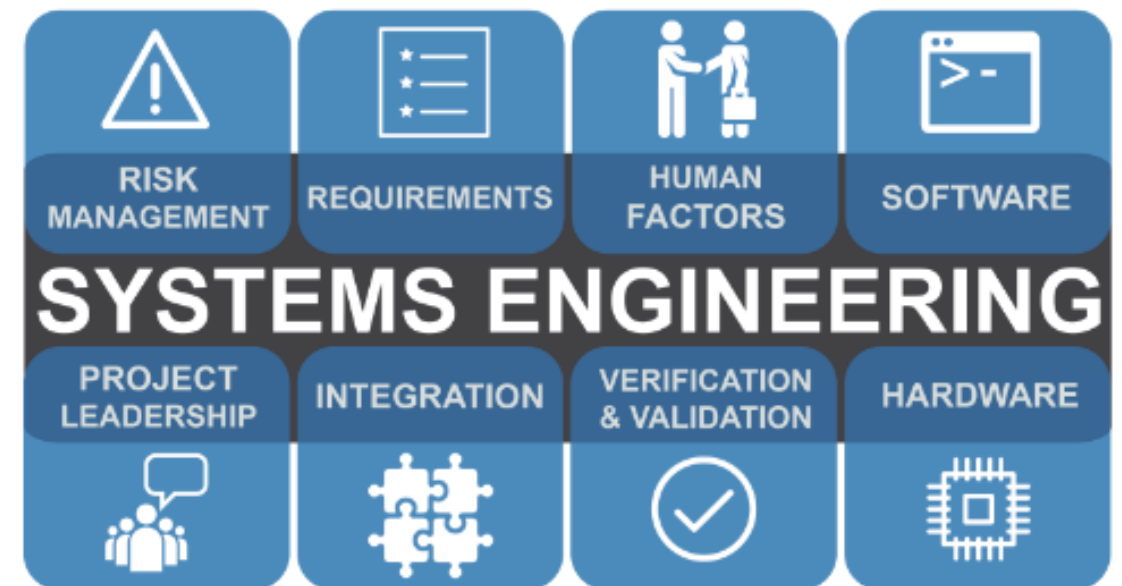 RISK
MANAGEMENT
REQUIREMENTS
HUMAN
FACTORS
SOFTWARE
SYSTEMS ENGINEERING
PROJECT
LEADERSHIP
INTEGRATION
VERIFICATION
& VALIDATION
HARDWARE